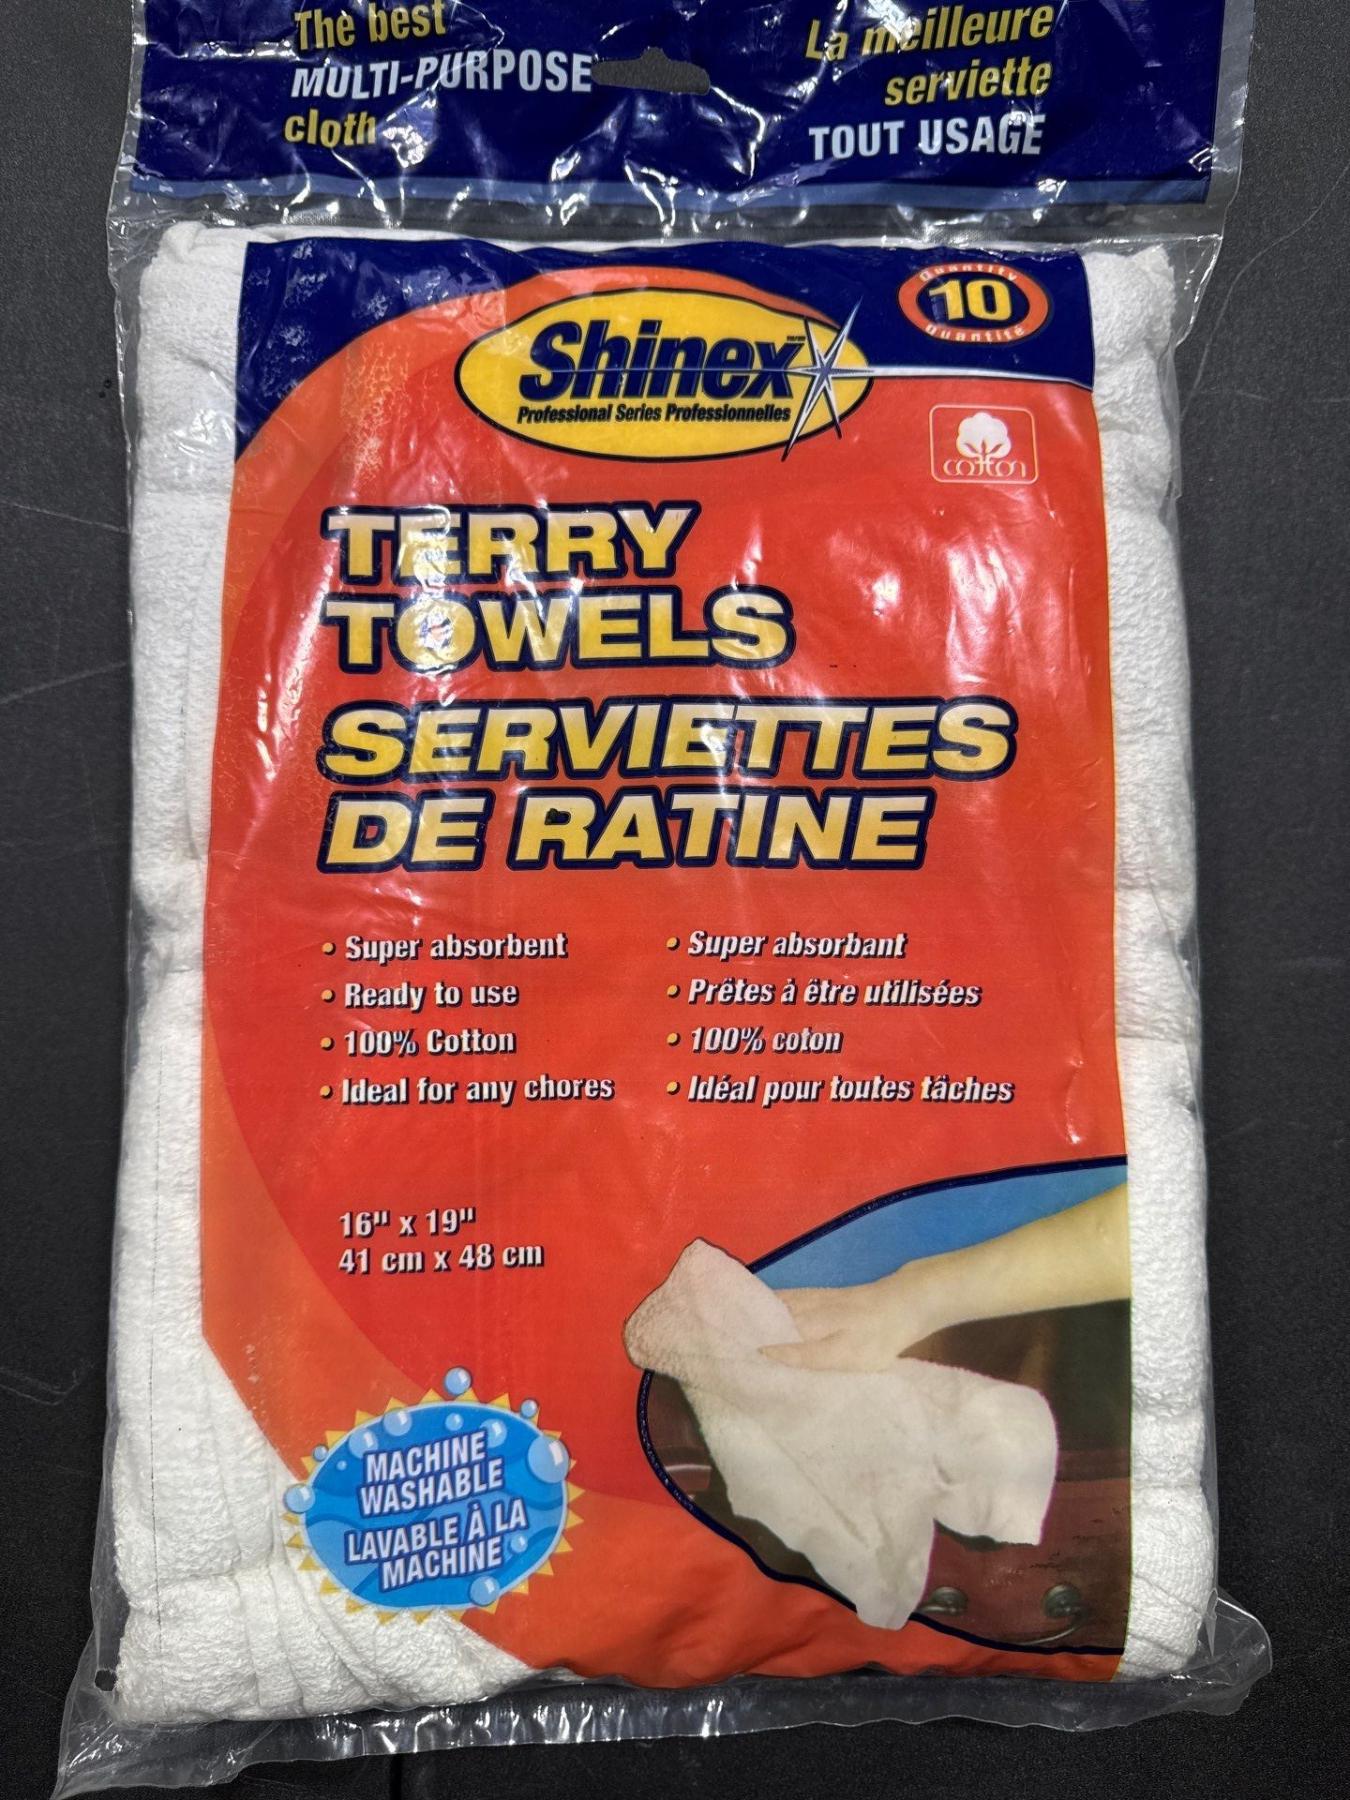 The best
MULTI-PURPOSE
cloth
La meilleure
serviette
TOUT USAGE
Quantity
10
Quantité
Shinex
Professional Series Professionnelles
cotton
TERRY
TOWELS
SERVIETTES
DE RATINE
• Super absorbent
• Ready to use
• 100% Cotton
• Ideal for any chores
• Super absorbant
• Prêtes à être utilisées
• 100% coton
• Idéal pour toutes tâches
16" x 19"
41 cm x 48 cm
MACHINE
WASHABLE
LAVABLE À LA
MACHINE